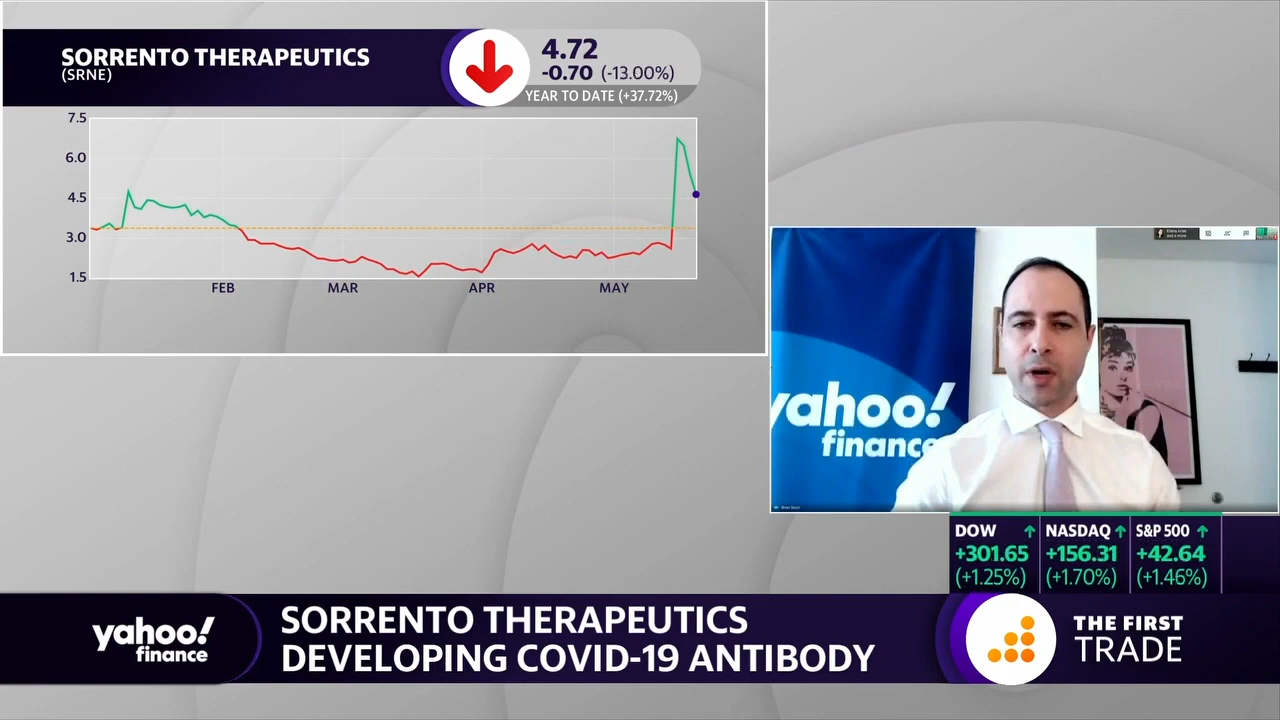 SORRENTO THERAPEUTICS
(SRNE)
4.72
-0.70 (-13.00%)
YEAR TO DATE (+37.72%)
7.5
6.0
4.5
3.0
1.5
FEB MAR APR MAY
yahoo!
finance
DOW
+301.65
(+1.25%)
NASDAQ
+156.31
(+1.70%)
S&P 500
+42.64
(+1.46%)
yahoo!
finance
SORRENTO THERAPEUTICS
DEVELOPING COVID-19 ANTIBODY
THE FIRST
TRADE